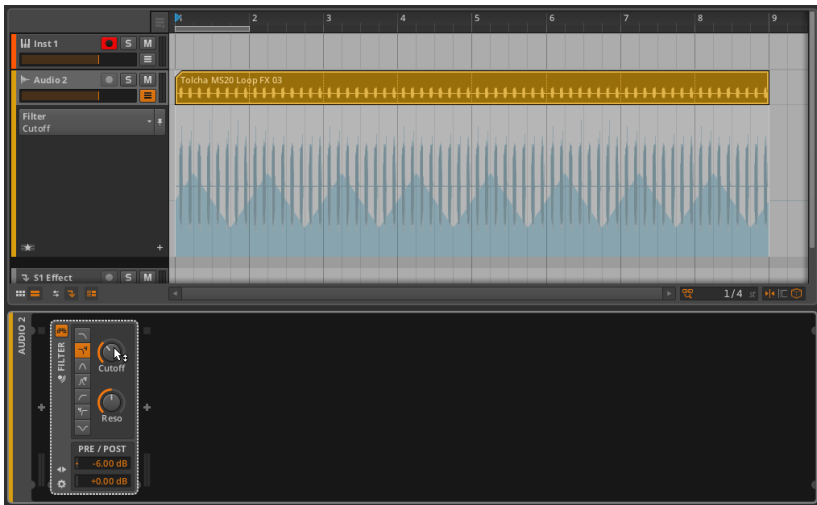 1 2 3 4 5 6 7 8 9
Inst 1 S M
Audio 2 S M
Tolcha MS20 Loop FX 03
Filter
Cutoff
S1 Effect S M
1/4
AUDIO 2
FILTER
Cutoff
Reso
PRE / POST
-6.00 dB
+0.00 dB